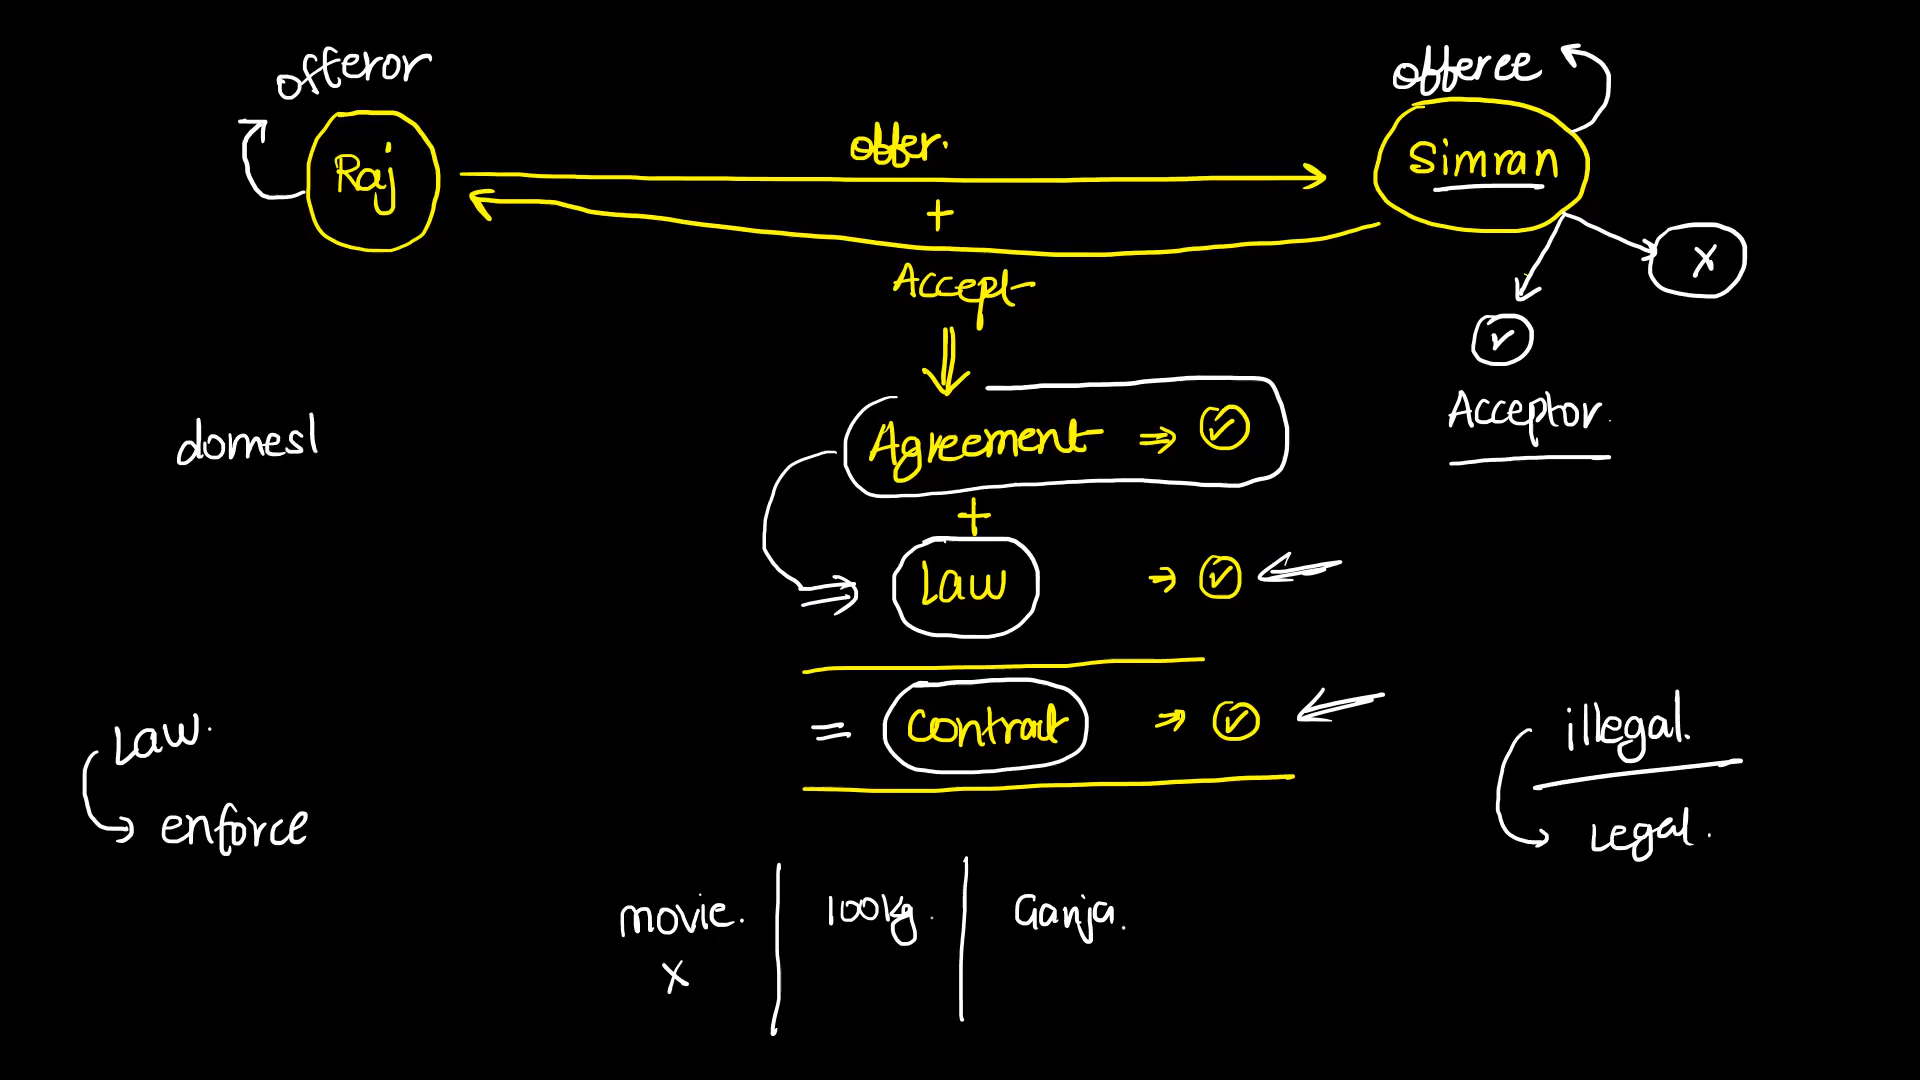 offeror
offeree
Raj
offer.
Simran
+
x
Accept
Acceptor.
domesl
Agreement ⇒ ✓
+
Law ⇒ ✓
= Contract ⇒ ✓
Law.
enforce
illegal.
Legal.
movie.
x
100kg.
Ganja.